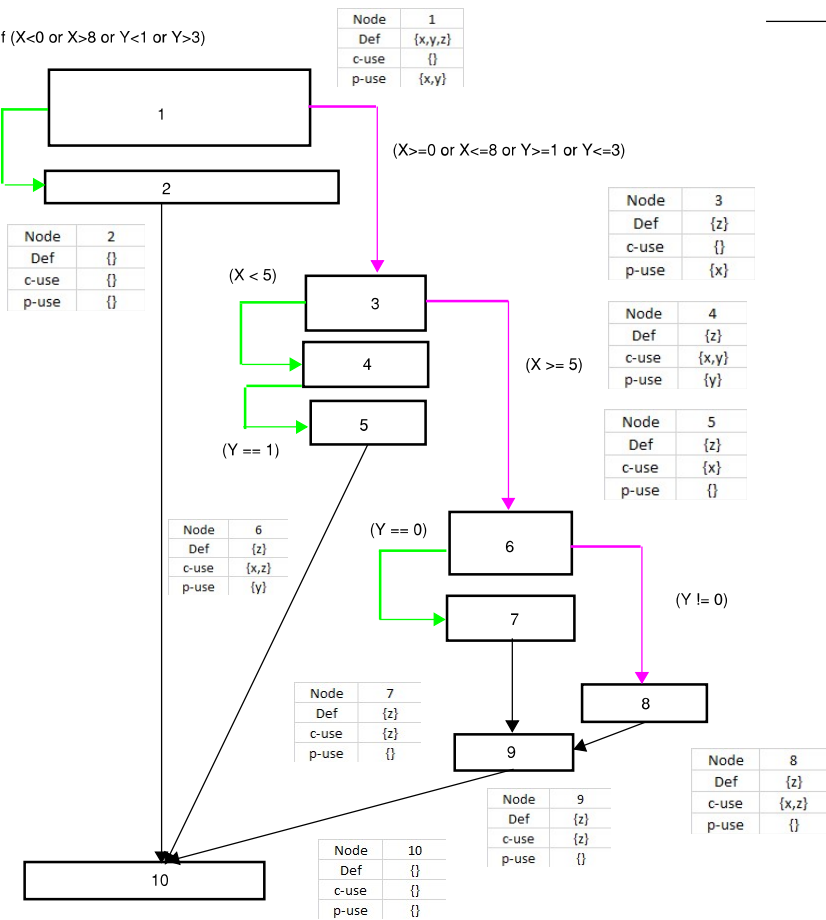 Node 1
f (X<0 or X>8 or Y<1 or Y>3)
Def {x,y,z}
c-use {}
p-use {x,y}
1
(X>=0 or X<=8 or Y>=1 or Y<=3)
2
Node 3
Def {z}
c-use {}
p-use {x}
Node 2
Def {}
c-use {}
p-use {}
(X < 5)
3
Node 4
Def {z}
c-use {x,y}
p-use {y}
4
(X >= 5)
5
(Y == 1)
Node 5
Def {z}
c-use {x}
p-use {}
Node 6
Def {z}
c-use {x,z}
p-use {y}
(Y == 0)
6
(Y != 0)
7
Node 7
Def {z}
c-use {z}
p-use {}
8
9
Node 8
Def {z}
c-use {x,z}
p-use {}
Node 9
Def {z}
c-use {z}
p-use {}
Node 10
Def {}
c-use {}
p-use {}
10